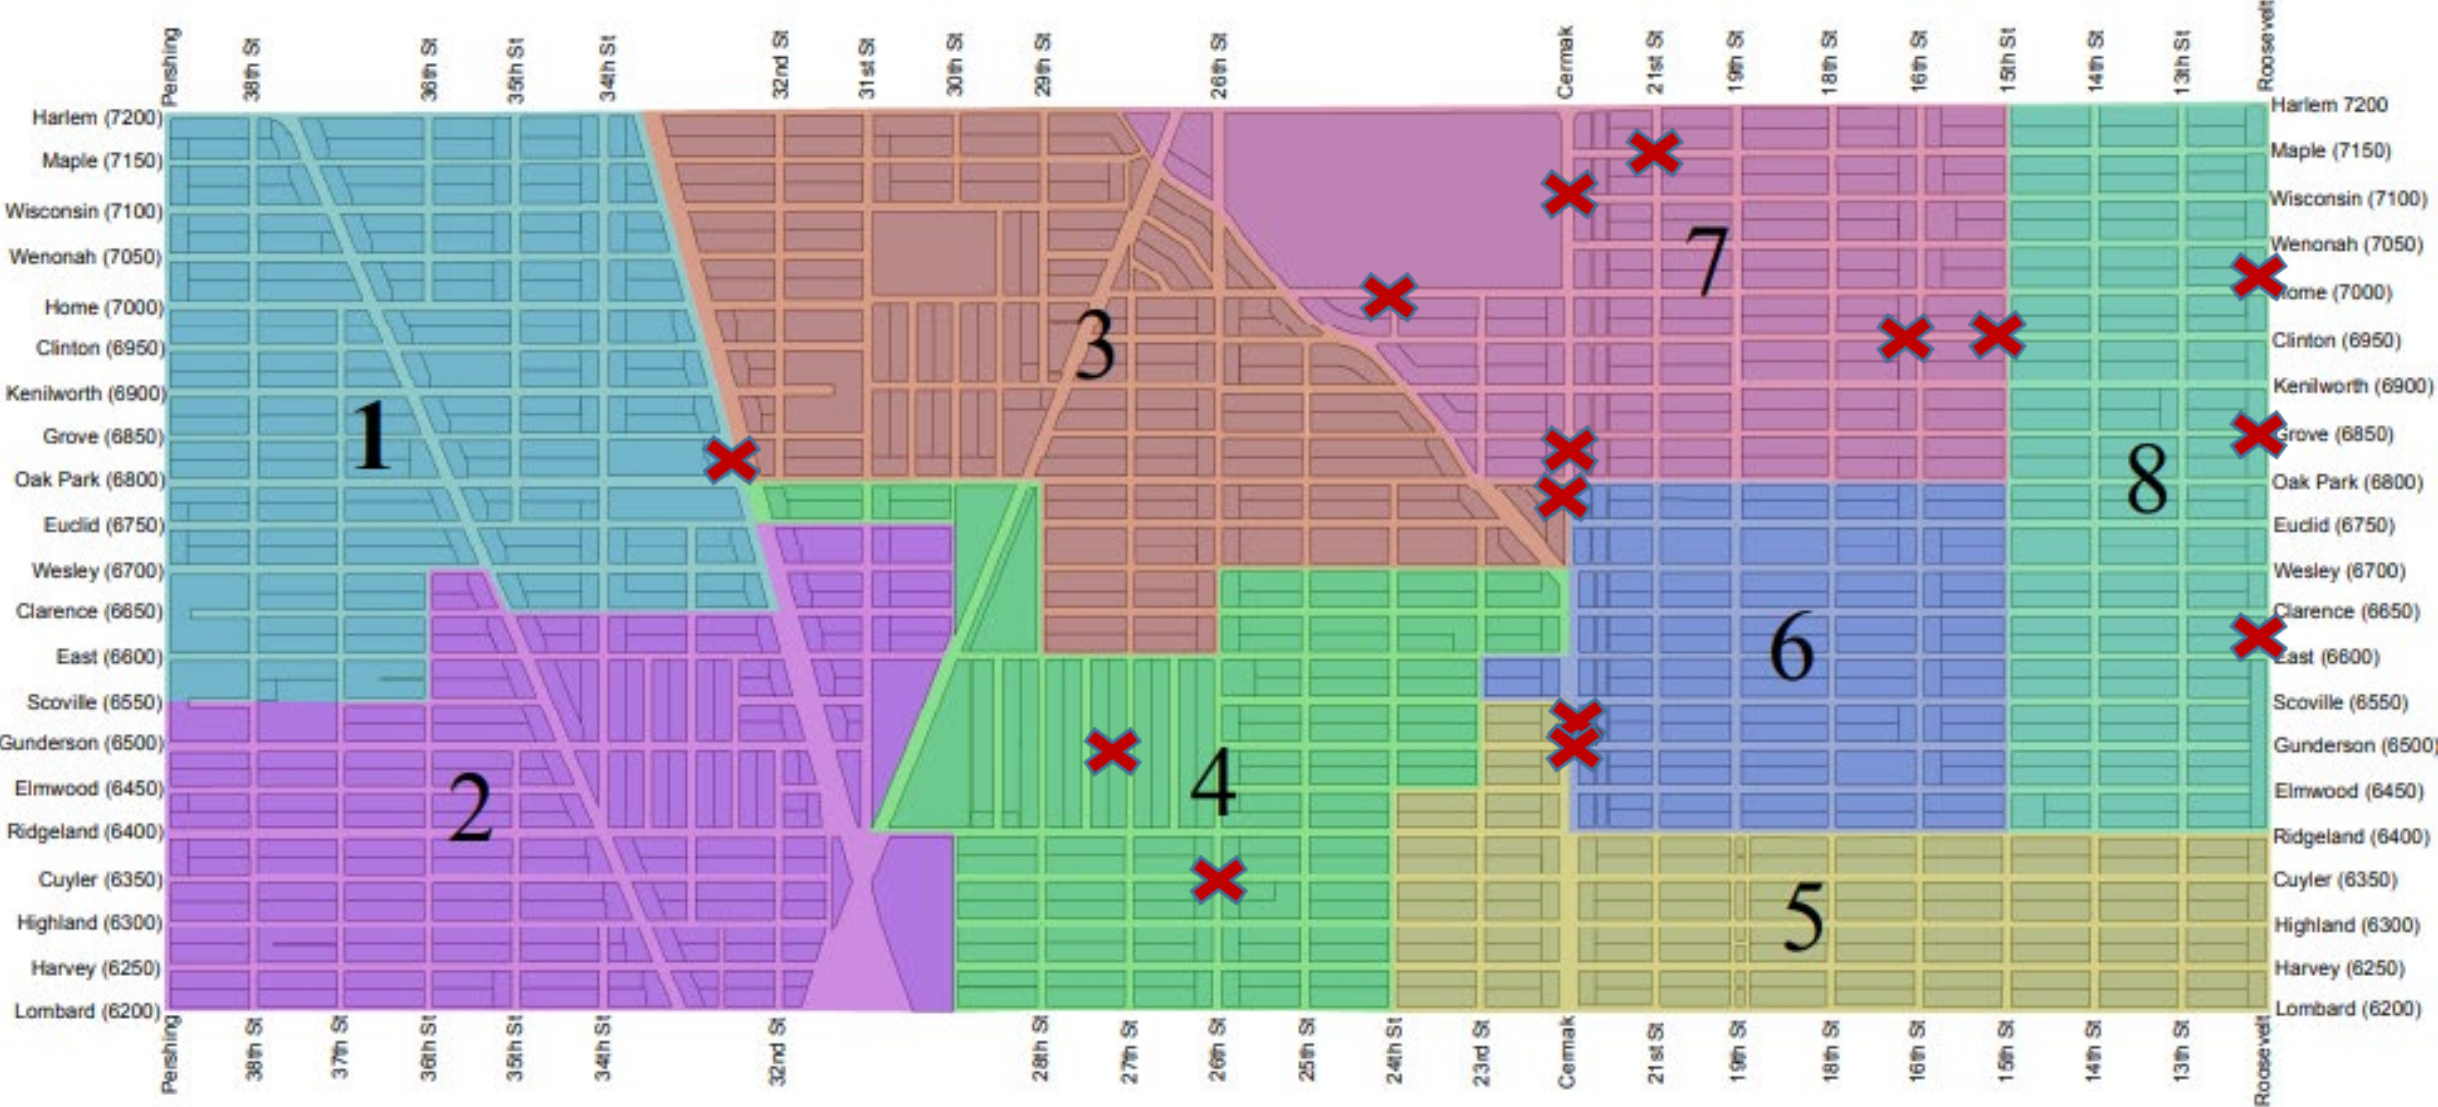 Pershing
38th St
36th St
35th St
34th St
32nd St
31st St
30th St
29th St
26th St
Cermak
21st St
19th St
18th St
16th St
15th St
14th St
13th St
Roosevelt
Harlem (7200)
Maple (7150)
Wisconsin (7100)
Wenonah (7050)
Home (7000)
Clinton (6950)
Kenilworth (6900)
Grove (6850)
Oak Park (6800)
Euclid (6750)
Wesley (6700)
Clarence (6650)
East (6600)
Scoville (6550)
Gunderson (6500)
Elmwood (6450)
Ridgeland (6400)
Cuyler (6350)
Highland (6300)
Harvey (6250)
Lombard (6200)
1
2
3
4
5
6
7
8
Harlem 7200
Maple (7150)
Wisconsin (7100)
Wenonah (7050)
Home (7000)
Clinton (6950)
Kenilworth (6900)
Grove (6850)
Oak Park (6800)
Euclid (6750)
Wesley (6700)
Clarence (6650)
East (6600)
Scoville (6550)
Gunderson (6500)
Elmwood (6450)
Ridgeland (6400)
Cuyler (6350)
Highland (6300)
Harvey (6250)
Lombard (6200)
Pershing
38th St
37th St
36th St
35th St
34th St
32nd St
28th St
27th St
26th St
25th St
24th St
23rd St
Cermak
21st St
19th St
18th St
16th St
15th St
14th St
13th St
Roosevelt